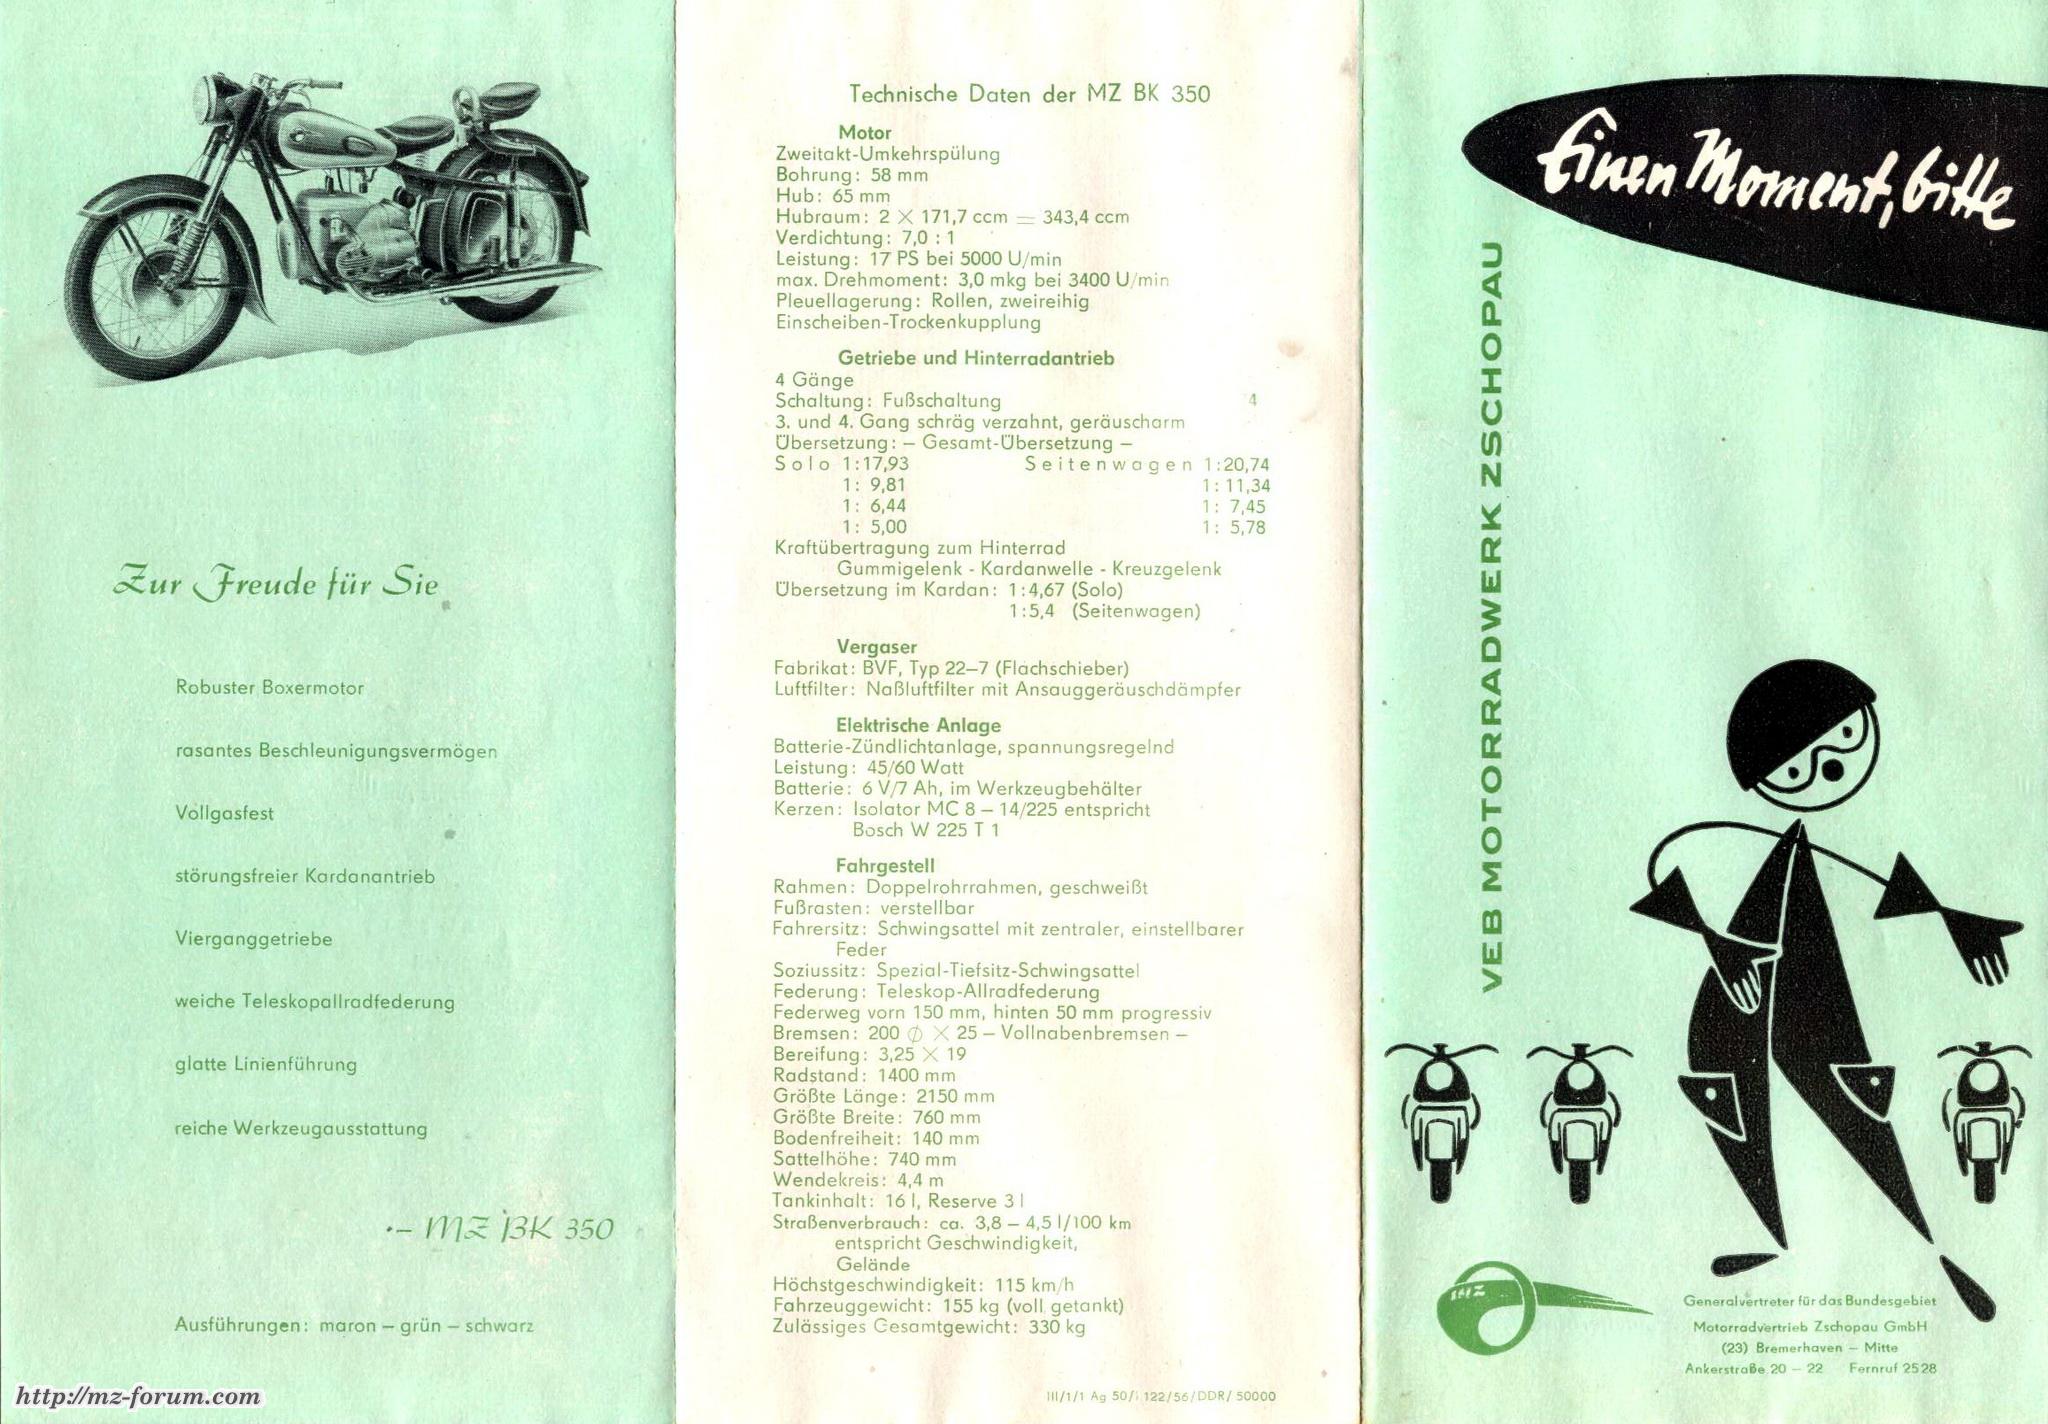 Zur Freude für Sie
Robuster Boxermotor
rasantes Beschleunigungsvermögen
Vollgasfest
störungsfreier Kardanantrieb
Vierganggetriebe
weiche Teleskopallradfederung
glatte Linienführung
reiche Werkzeugausstattung
·– MZ BK 350
Ausführungen: maron – grün – schwarz
http://mz-forum.com
Technische Daten der MZ BK 350
Motor
Zweitakt-Umkehrspülung
Bohrung: 58 mm
Hub: 65 mm
Hubraum: 2 × 171,7 ccm = 343,4 ccm
Verdichtung: 7,0 : 1
Leistung: 17 PS bei 5000 U/min
max. Drehmoment: 3,0 mkg bei 3400 U/min
Pleuellagerung: Rollen, zweireihig
Einscheiben-Trockenkupplung
Getriebe und Hinterradantrieb
4 Gänge
Schaltung: Fußschaltung 4
3. und 4. Gang schräg verzahnt, geräuscharm
Übersetzung: – Gesamt-Übersetzung –
Solo 1:17,93 Seitenwagen 1:20,74
1: 9,81 1: 11,34
1: 6,44 1: 7,45
1: 5,00 1: 5,78
Kraftübertragung zum Hinterrad
Gummigelenk - Kardanwelle - Kreuzgelenk
Übersetzung im Kardan: 1:4,67 (Solo)
1:5,4 (Seitenwagen)
Vergaser
Fabrikat: BVF, Typ 22–7 (Flachschieber)
Luftfilter: Naßluftfilter mit Ansauggeräuschdämpfer
Elektrische Anlage
Batterie-Zündlichtanlage, spannungsregelnd
Leistung: 45/60 Watt
Batterie: 6 V/7 Ah, im Werkzeugbehälter
Kerzen: Isolator MC 8 – 14/225 entspricht
Bosch W 225 T 1
Fahrgestell
Rahmen: Doppelrohrrahmen, geschweißt
Fußrasten: verstellbar
Fahrersitz: Schwingsattel mit zentraler, einstellbarer
Feder
Soziussitz: Spezial-Tiefsitz-Schwingsattel
Federung: Teleskop-Allradfederung
Federweg vorn 150 mm, hinten 50 mm progressiv
Bremsen: 200 ∅ × 25 – Vollnabenbremsen –
Bereifung: 3,25 × 19
Radstand: 1400 mm
Größte Länge: 2150 mm
Größte Breite: 760 mm
Bodenfreiheit: 140 mm
Sattelhöhe: 740 mm
Wendekreis: 4,4 m
Tankinhalt: 16 l, Reserve 3 l
Straßenverbrauch: ca. 3,8 – 4,5 l/100 km
entspricht Geschwindigkeit,
Gelände
Höchstgeschwindigkeit: 115 km/h
Fahrzeuggewicht: 155 kg (voll getankt)
Zulässiges Gesamtgewicht: 330 kg
III/1/1 Ag 50/ 122/56/DDR/ 50000
Einen Moment, bitte
VEB MOTORRADWERK ZSCHOPAU
MZ
Generalvertreter für das Bundesgebiet
Motorradvertrieb Zschopau GmbH
(23) Bremerhaven – Mitte
Ankerstraße 20 – 22 Fernruf 2528